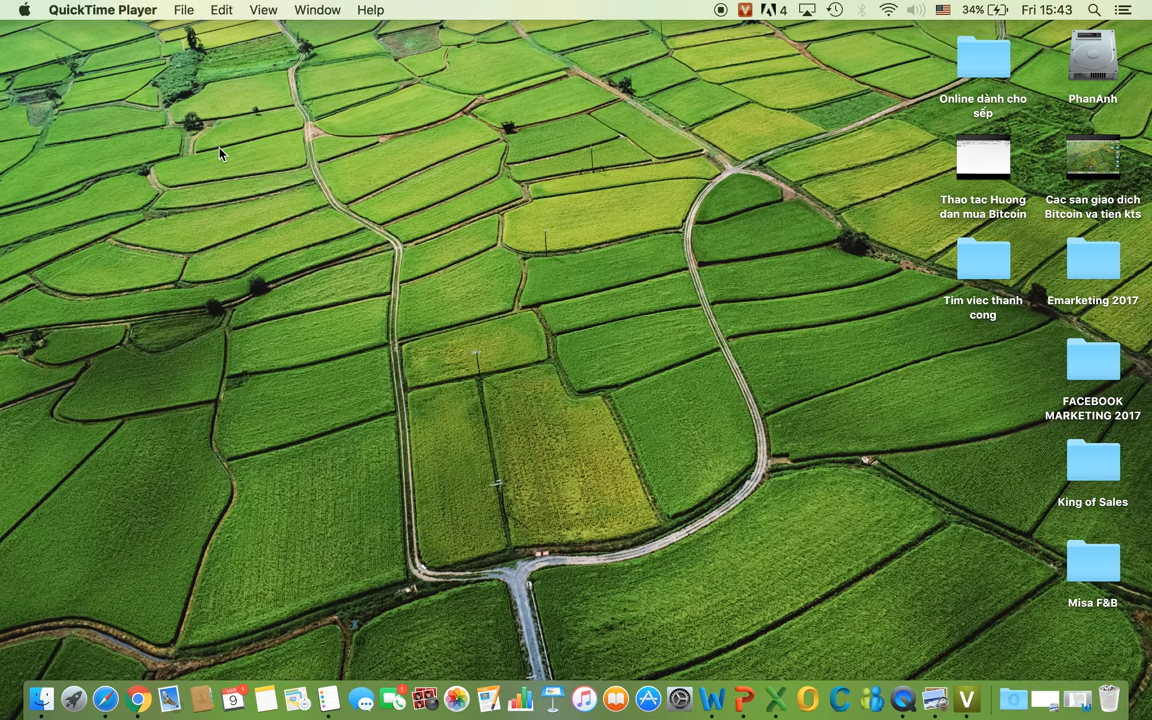 QuickTime Player File Edit View Window Help 4 34% Fri 15:43
Online dành cho
sếp
PhanAnh
Thao tac Huong
dan mua Bitcoin
Cac san giao dich
Bitcoin va tien kts
Tim viec thanh
cong
Emarketing 2017
FACEBOOK
MARKETING 2017
King of Sales
Misa F&B